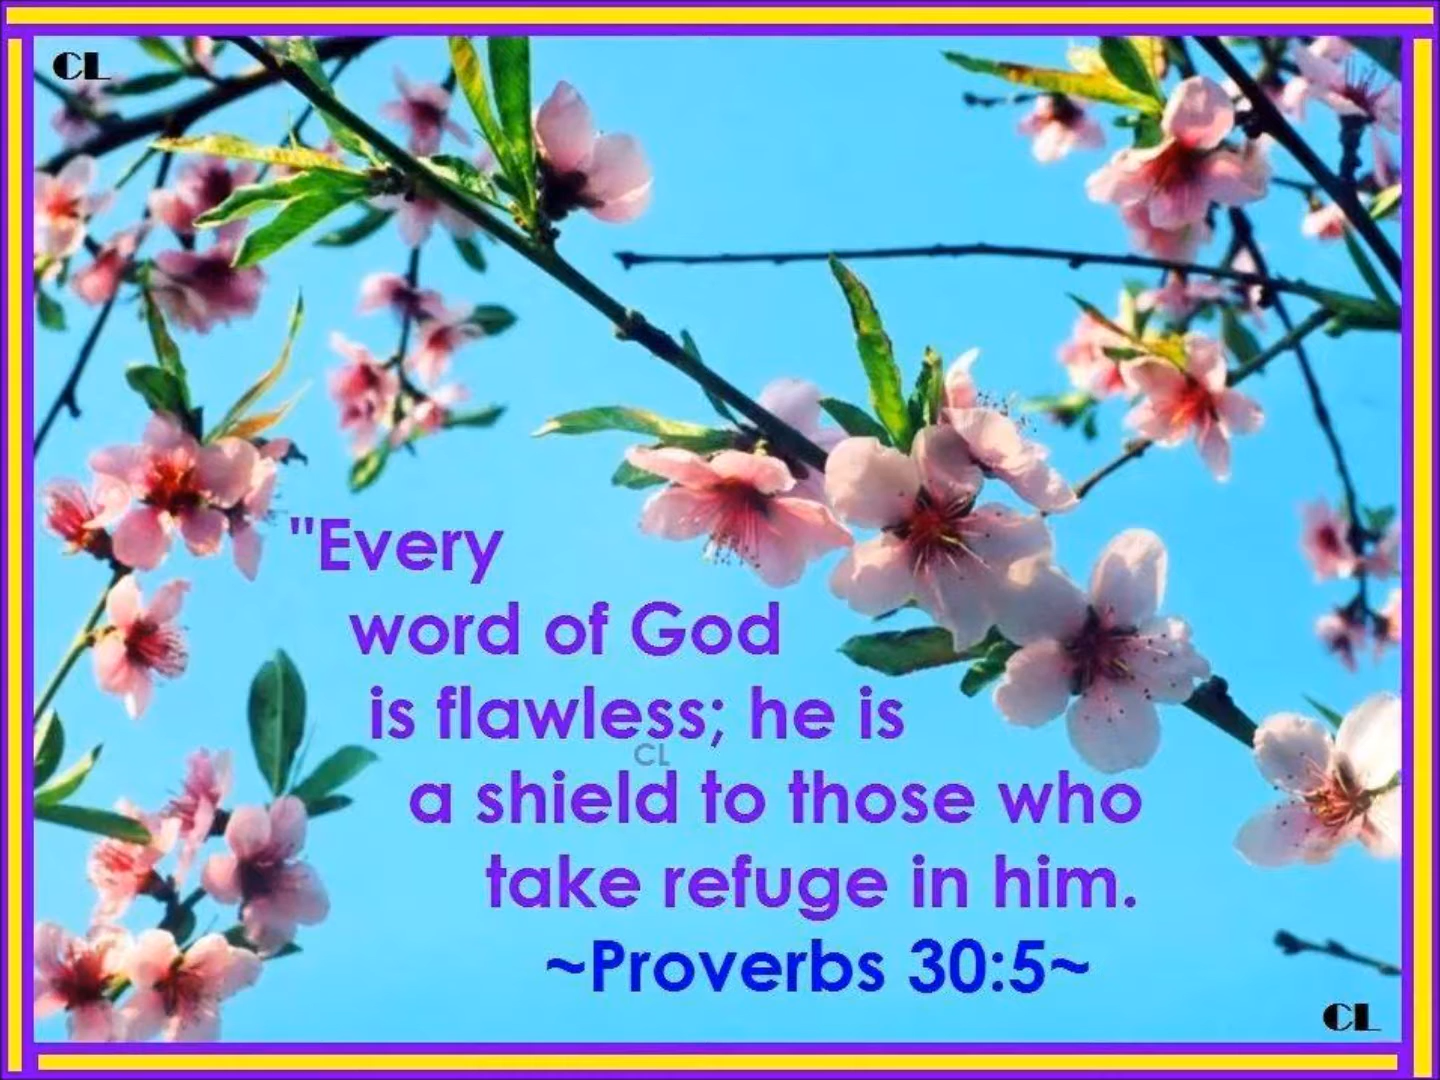 CL
"Every
word of God
is flawless; he is
CL
a shield to those who
take refuge in him.
~Proverbs 30:5~
CL